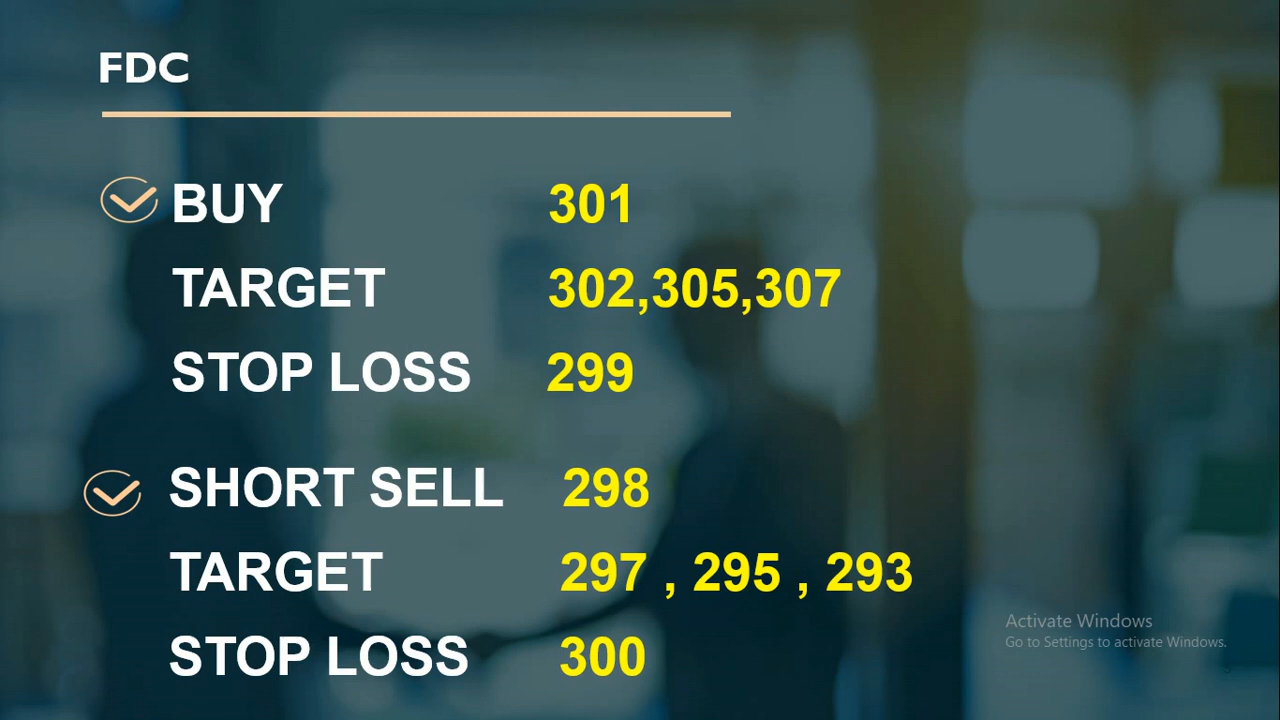 FDC
BUY 301
TARGET 302,305,307
STOP LOSS 299
SHORT SELL 298
TARGET 297 , 295 , 293
STOP LOSS 300
Activate Windows
Go to Settings to activate Windows.